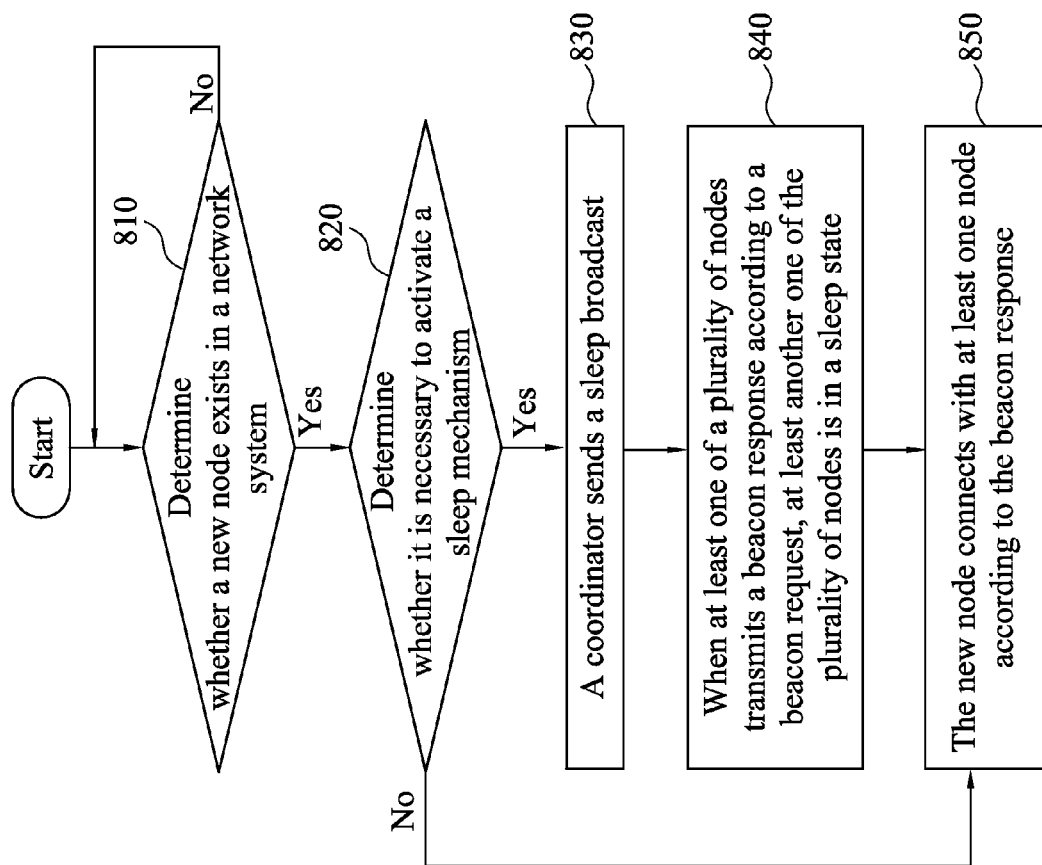 Start
Determine
whether a new node exists in a network
system
810
No
Yes
Determine
whether it is necessary to activate a
sleep mechanism
820
No
Yes
A coordinator sends a sleep broadcast
830
When at least one of a plurality of nodes
transmits a beacon response according to a
beacon request, at least another one of the
plurality of nodes is in a sleep state
840
The new node connects with at least one node
according to the beacon response
850